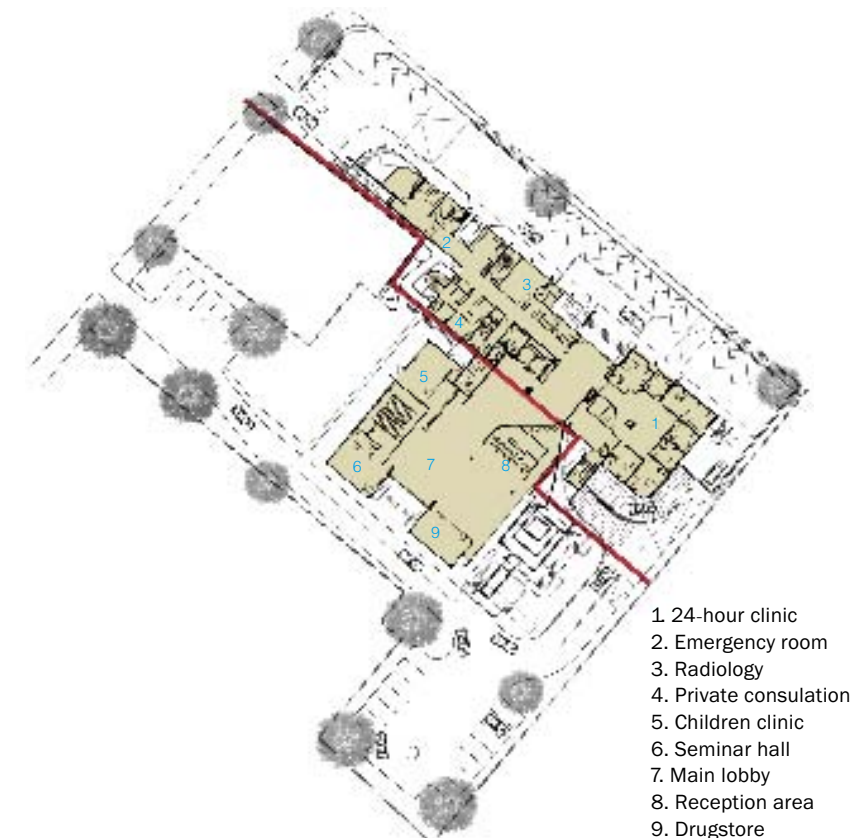 2
3
4
5
1
6
7
8
9
1. 24-hour clinic
2. Emergency room
3. Radiology
4. Private consulation
5. Children clinic
6. Seminar hall
7. Main lobby
8. Reception area
9. Drugstore